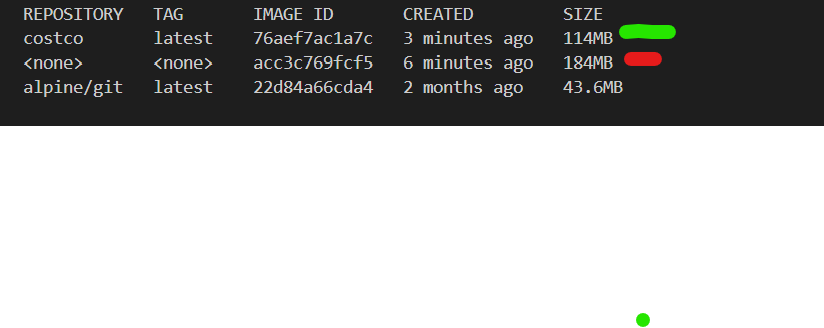 REPOSITORY TAG IMAGE ID CREATED SIZE
costco latest 76aef7ac1a7c 3 minutes ago 114MB
<none> <none> acc3c769fcf5 6 minutes ago 184MB
alpine/git latest 22d84a66cda4 2 months ago 43.6MB